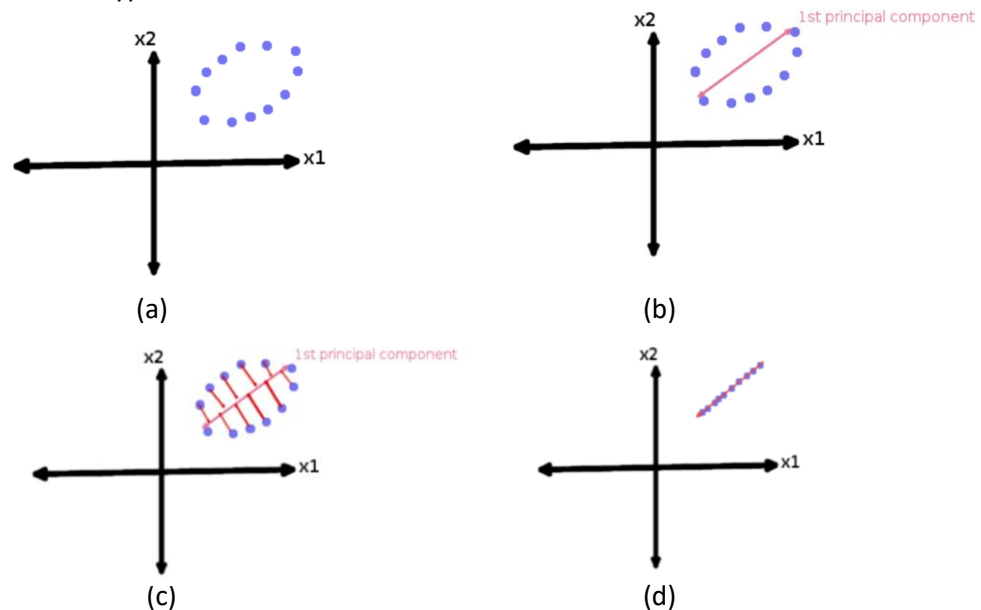 x2
x1
(a)
1st principal component
x2
x1
(b)
1st principal component
x2
x1
(c)
x2
x1
(d)